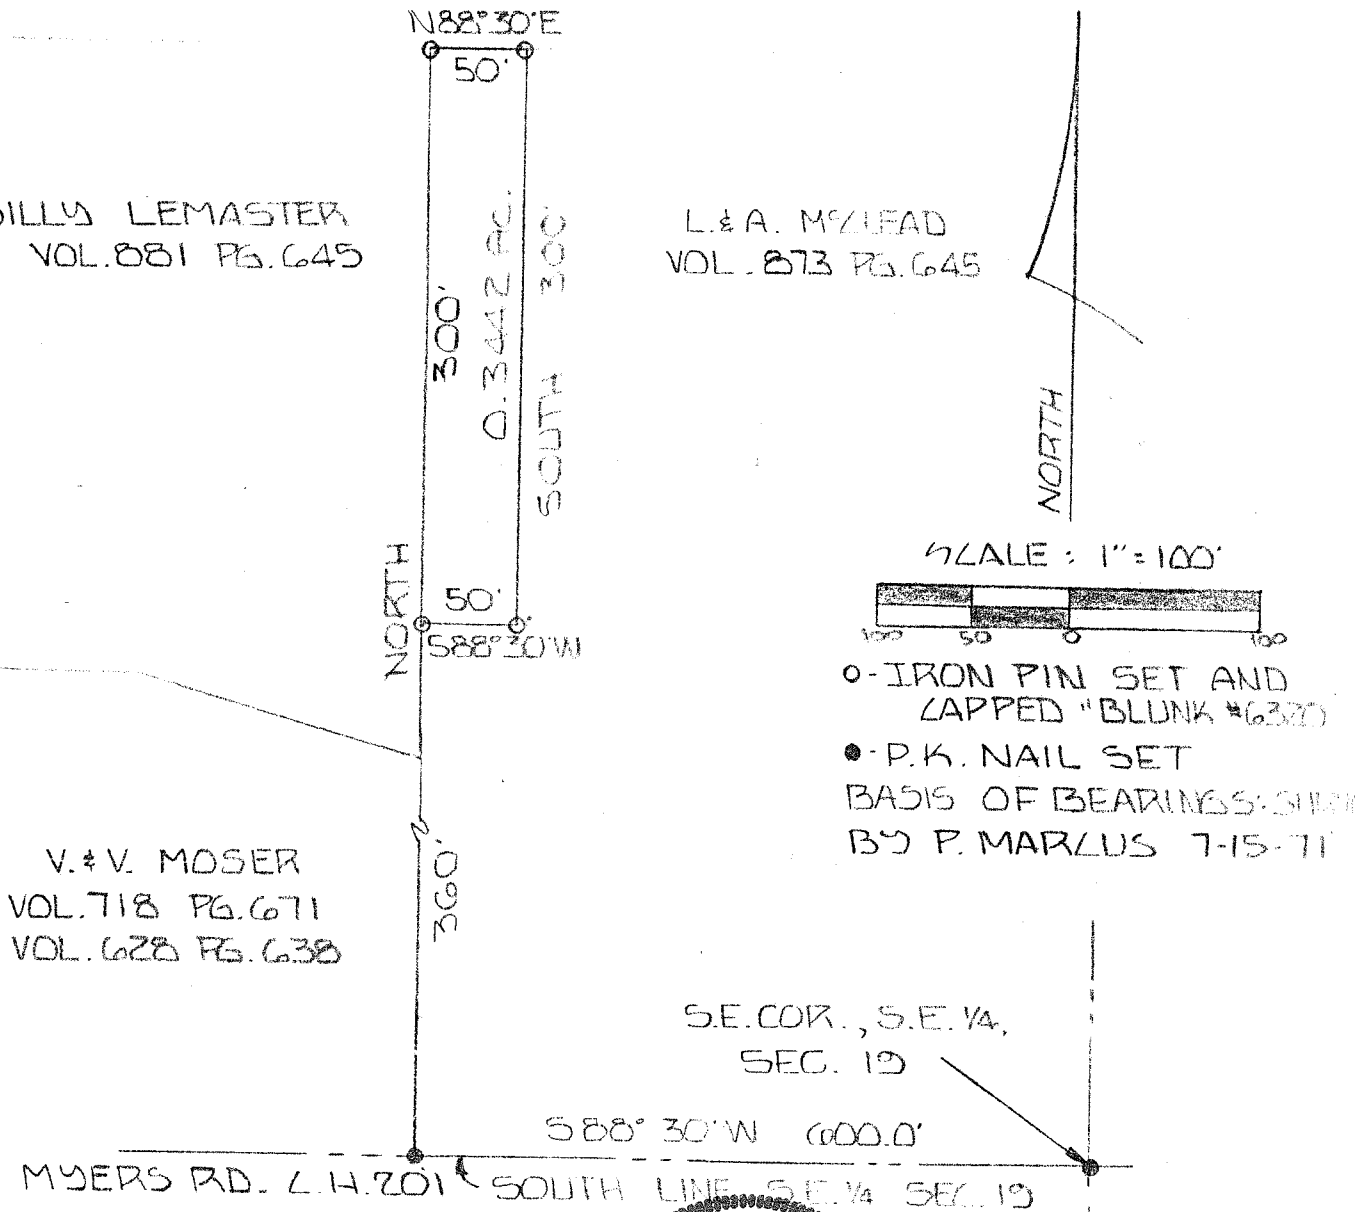 N88°30'E
50'
LEMASTER
VOL. 881 PG. 645
300'
0.3442 AC.
SOUTH 300'
L. & A. McCLEAD
VOL. 873 PG. 645
NORTH
NORTH
50'
S88°30'W
SCALE : 1" = 100'
100 50 0 100
O - IRON PIN SET AND
CAPPED "BLUNK #6320
● - P.K. NAIL SET
BASIS OF BEARINGS:
BY P. MARCUS 7-15-71
V. & V. MOSER
VOL. 718 PG. 671
VOL. 628 PG. 638
360'
S.E. COR., S.E. 1/4,
SEC. 19
S88° 30'W 600.0'
MYERS RD. C.H. 201
SOUTH LINE S.E. 1/4 SEC. 19